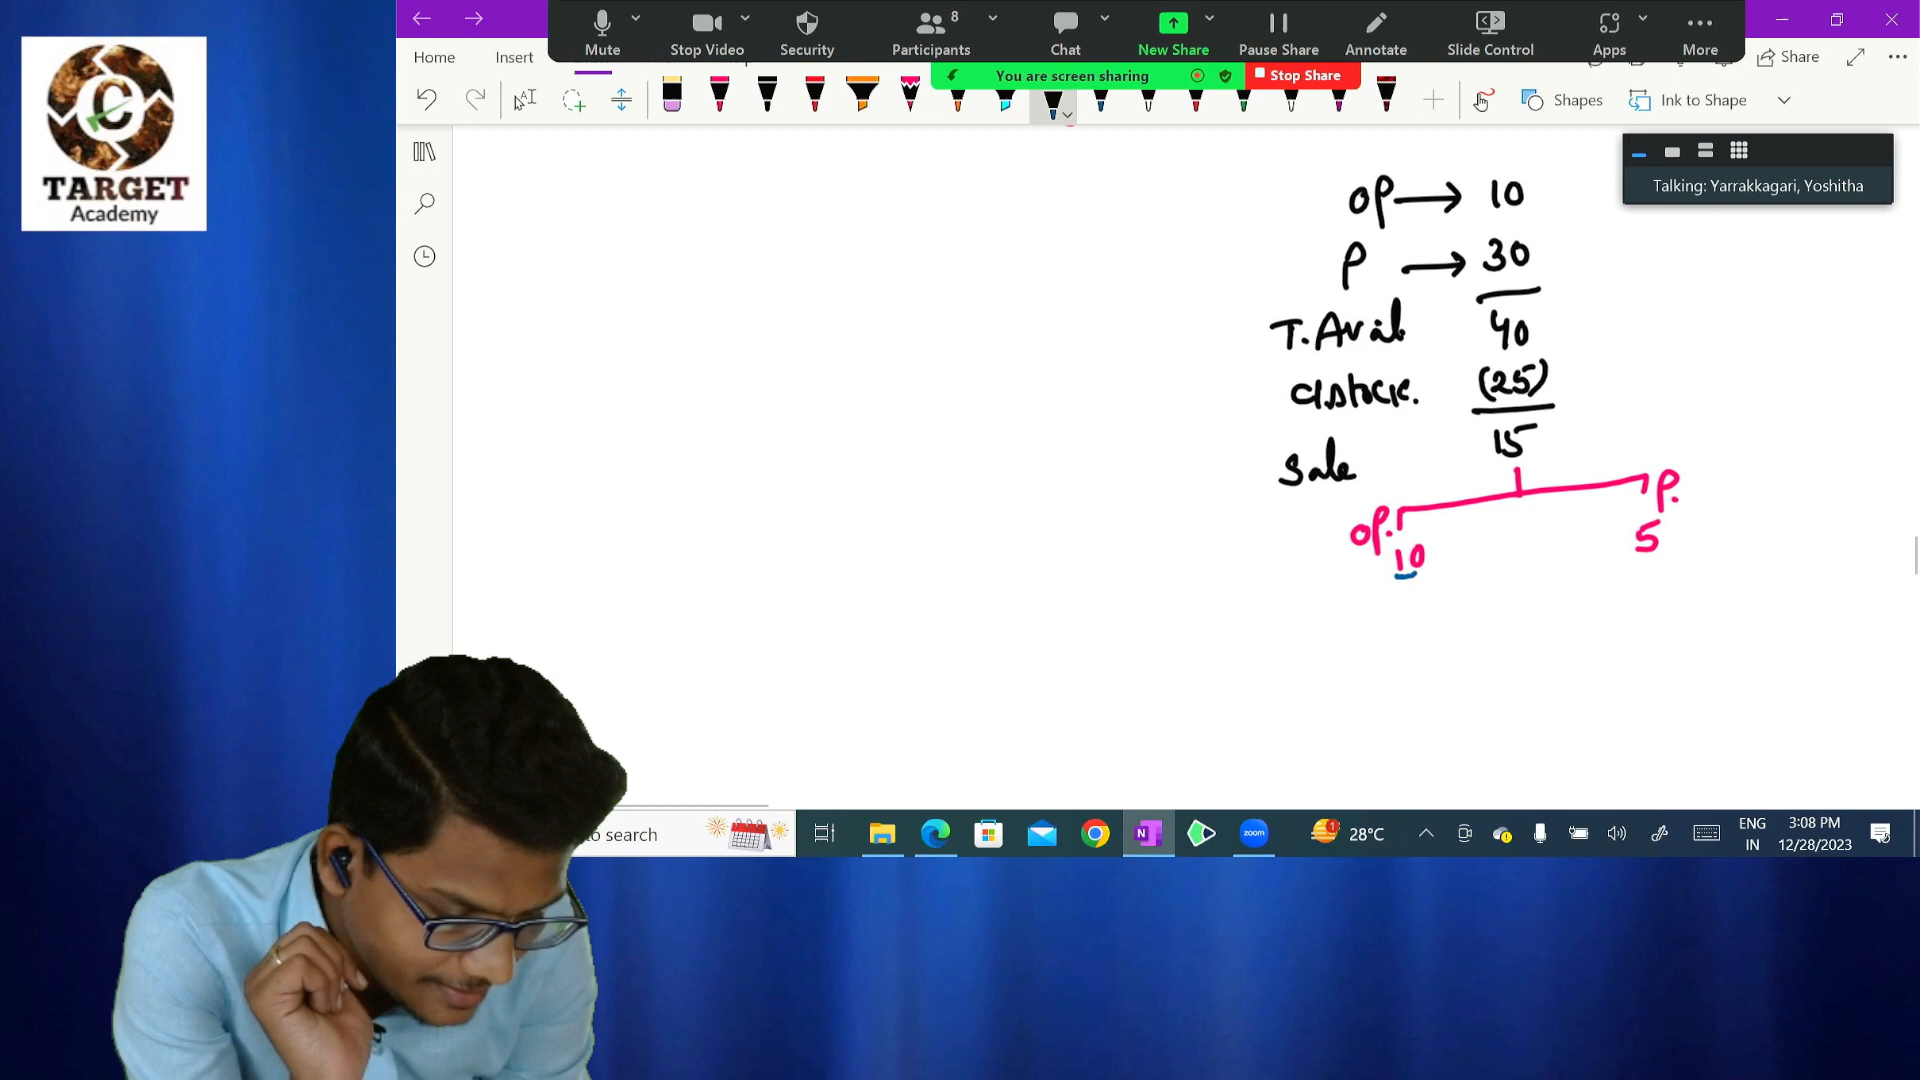 TARGET
Academy
Mute
Stop Video
Security
Participants
8
Chat
New Share
Pause Share
Annotate
Slide Control
Apps
More
You are screen sharing
Stop Share
Home
Insert
Share
Shapes
Ink to Shape
Talking: Yarrakkagari, Yoshitha
op → 10
P → 30
T.Avail 40
clstock. (25)
Sale 15
op. P.
10 5
to search
zoom
28°C
ENG
IN
3:08 PM
12/28/2023